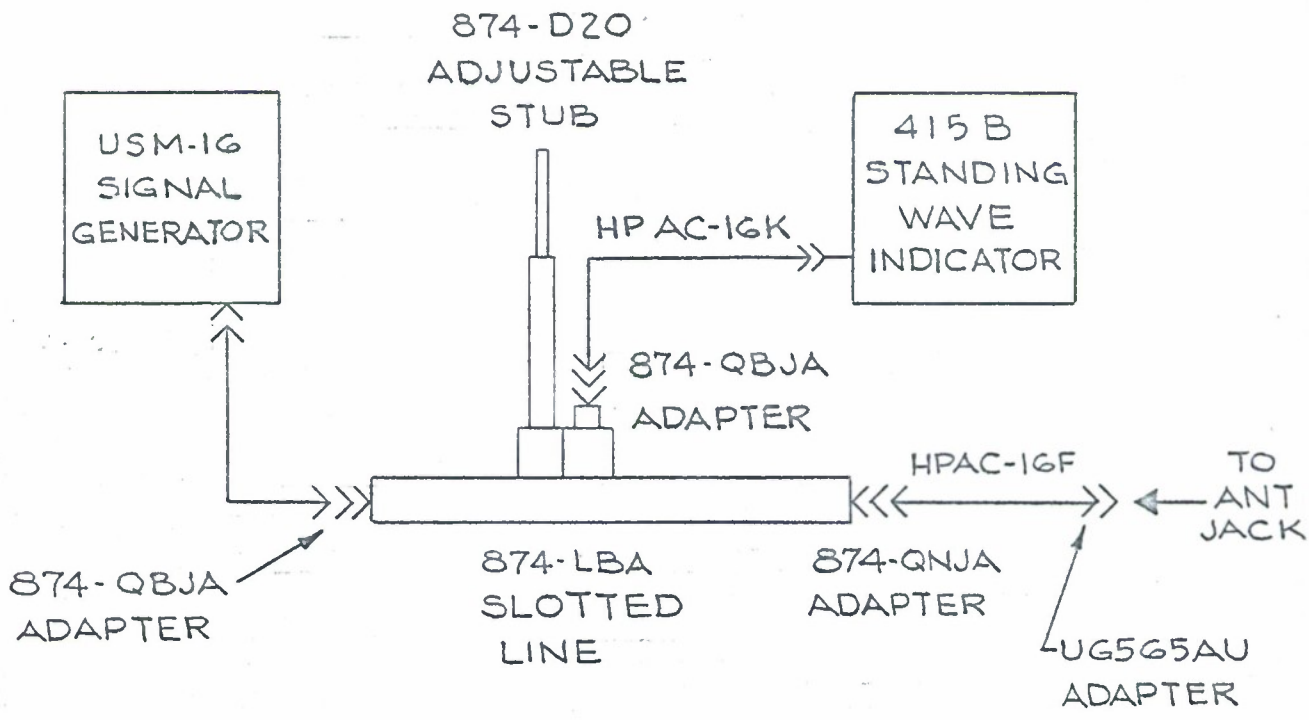 874-D20
ADJUSTABLE
STUB
USM-16
SIGNAL
GENERATOR
415B
STANDING
WAVE
INDICATOR
HP AC-16K
874-QBJA
ADAPTER
HPAC-16F
TO
ANT
JACK
874-QBJA
ADAPTER
874-LBA
SLOTTED
LINE
874-QNJA
ADAPTER
UG565AU
ADAPTER